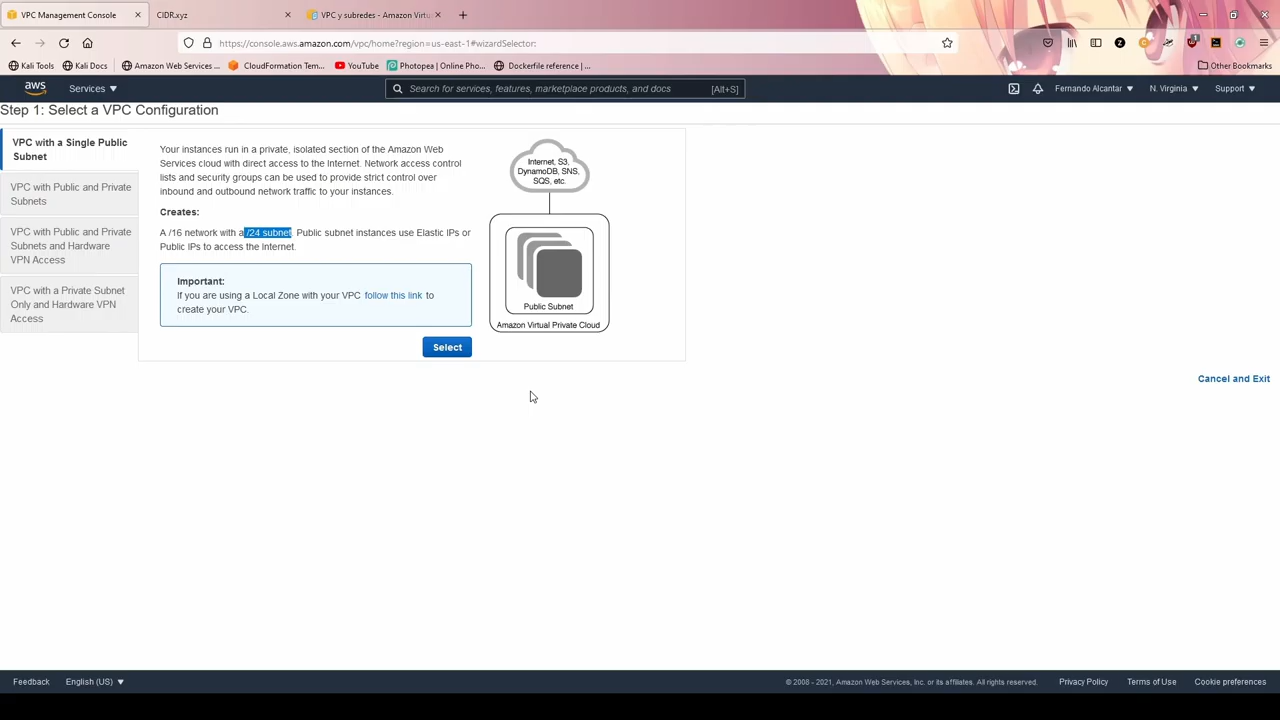 VPC Management Console
CIDR.xyz
VPC y subredes - Amazon Virtu
https://console.aws.amazon.com/vpc/home?region=us-east-1#wizardSelector:
Kali Tools
Kali Docs
Amazon Web Services ...
CloudFormation Tem...
YouTube
Photopea | Online Pho...
Dockerfile reference | ...
Other Bookmarks
aws
Services
Search for services, features, marketplace products, and docs
[Alt+S]
Fernando Alcantar
N. Virginia
Support
Step 1: Select a VPC Configuration
VPC with a Single Public
Subnet
VPC with Public and Private
Subnets
VPC with Public and Private
Subnets and Hardware
VPN Access
VPC with a Private Subnet
Only and Hardware VPN
Access
Your instances run in a private, isolated section of the Amazon Web
Services cloud with direct access to the Internet. Network access control
lists and security groups can be used to provide strict control over
inbound and outbound network traffic to your instances.
Creates:
A /16 network with a /24 subnet. Public subnet instances use Elastic IPs or
Public IPs to access the Internet.
Important:
If you are using a Local Zone with your VPC follow this link to
create your VPC.
Select
Internet, S3,
DynamoDB, SNS,
SQS, etc.
Public Subnet
Amazon Virtual Private Cloud
Cancel and Exit
Feedback
English (US)
© 2008 - 2021, Amazon Web Services, Inc. or its affiliates. All rights reserved.
Privacy Policy
Terms of Use
Cookie preferences